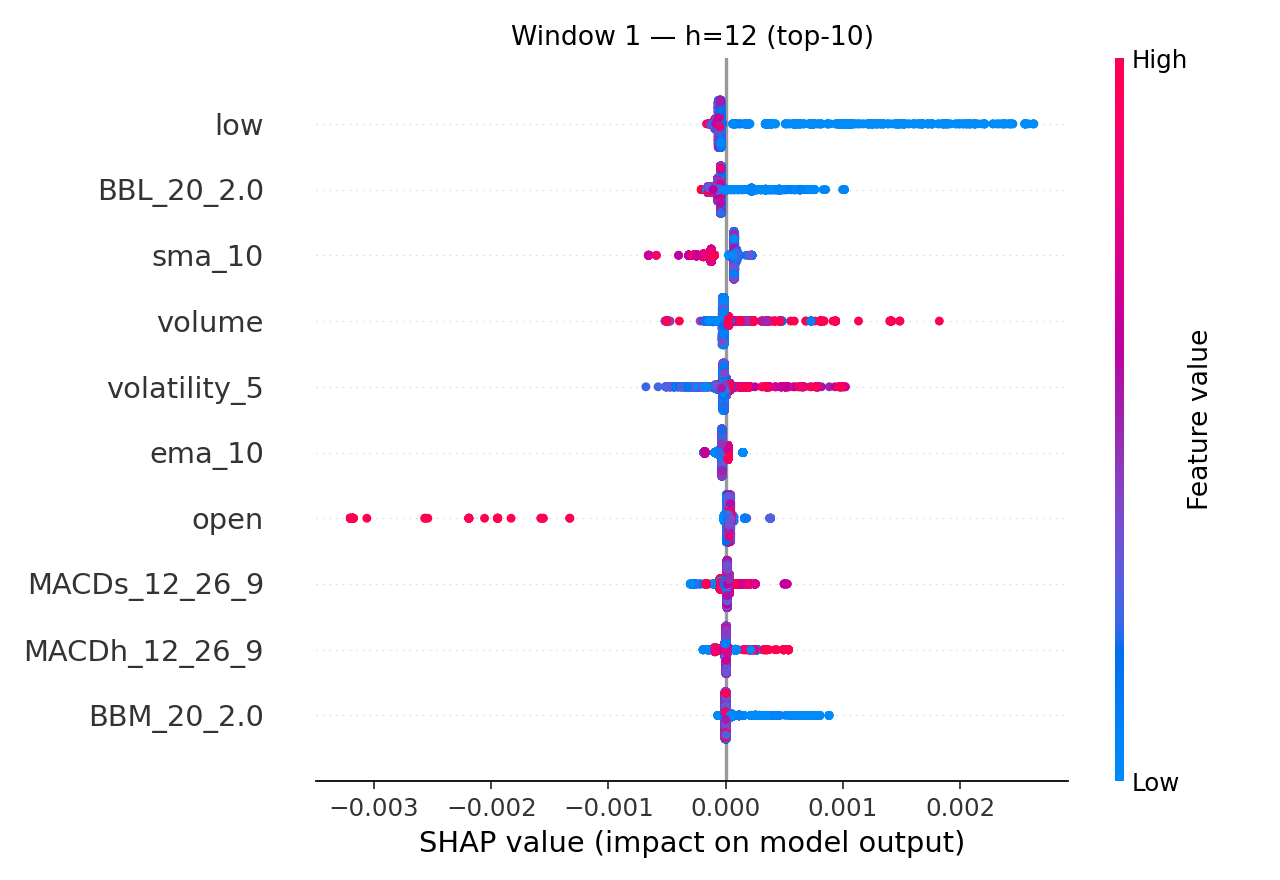 Window 1 — h=12 (top-10)
High
low
BBL_20_2.0
sma_10
volume
volatility_5
ema_10
open
MACDs_12_26_9
MACDh_12_26_9
BBM_20_2.0
Feature value
Low
−0.003 −0.002 −0.001 0.000 0.001 0.002
SHAP value (impact on model output)